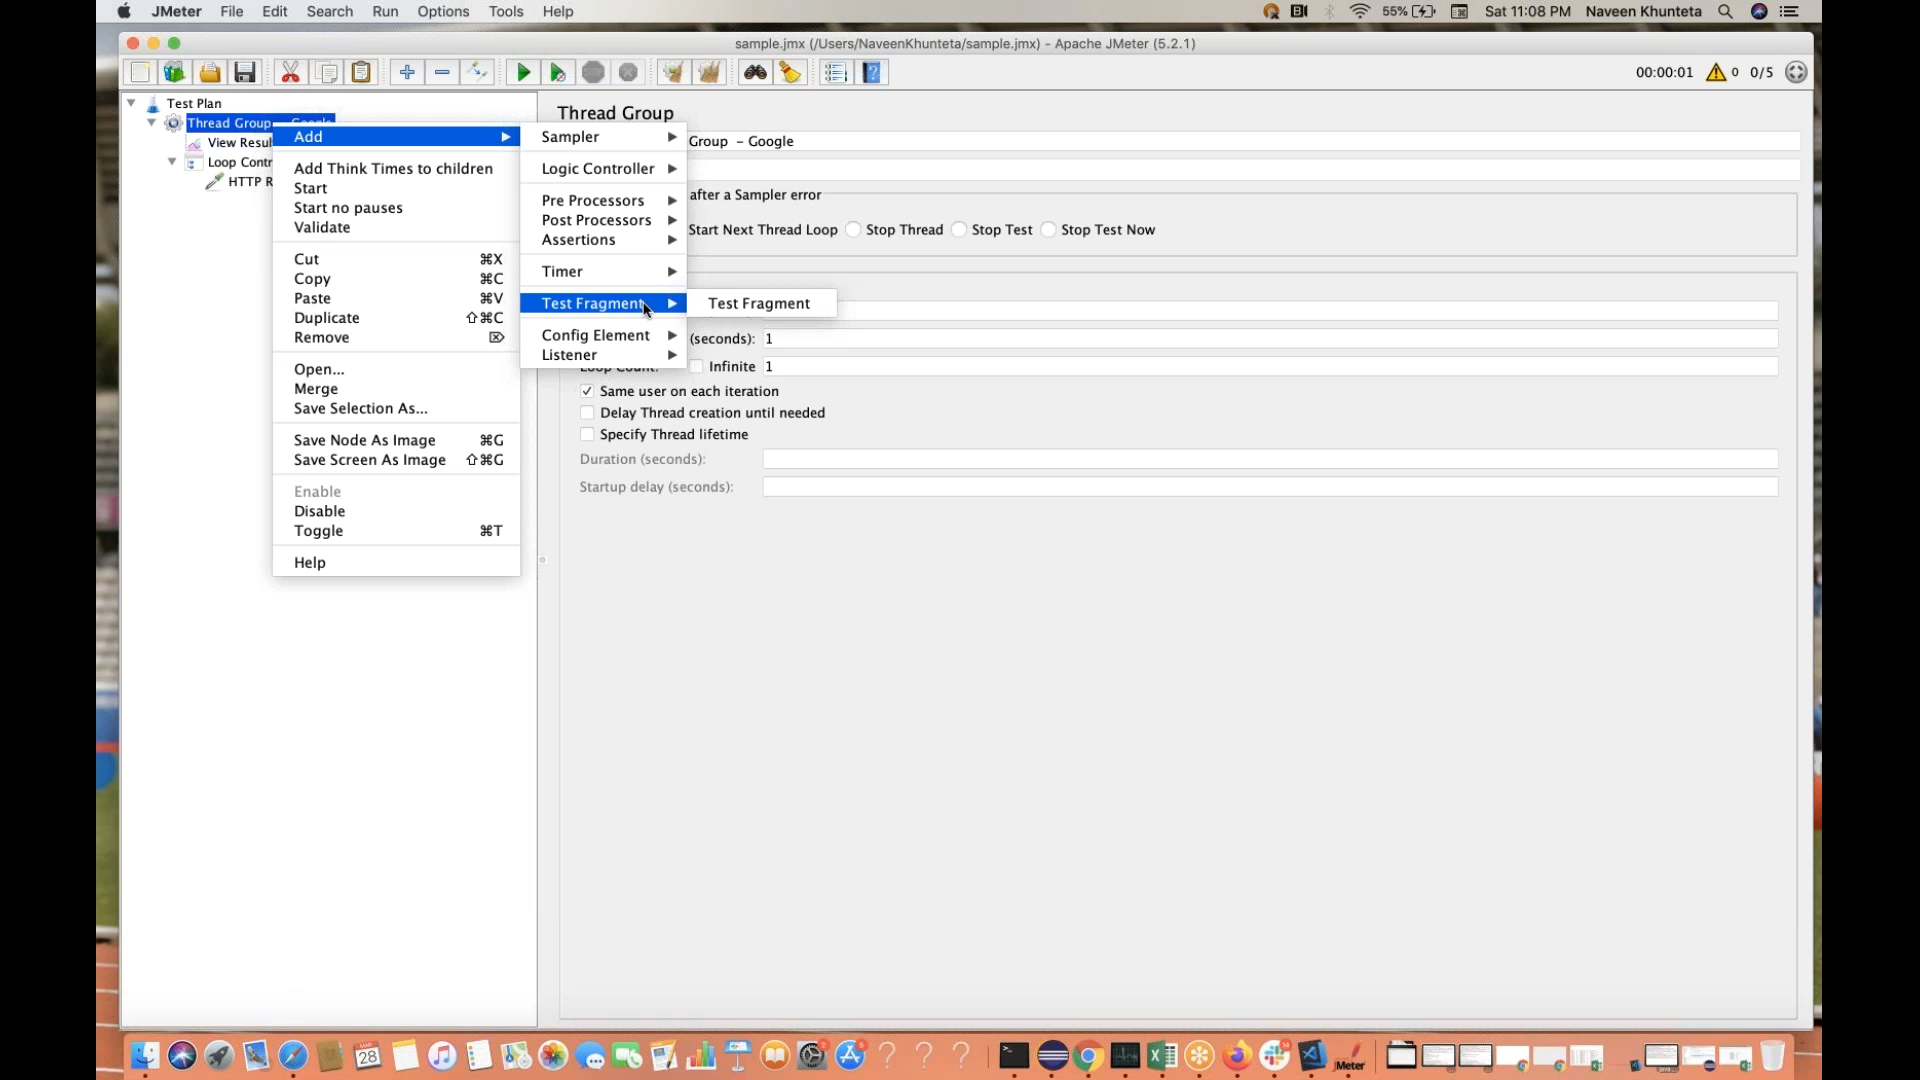 JMeter File Edit Search Run Options Tools Help 55% Sat 11:08 PM Naveen Khunteta
sample.jmx (/Users/NaveenKhunteta/sample.jmx) - Apache JMeter (5.2.1)
00:00:01 0 0/5
Test Plan
Thread Group - Google
View Resul
Loop Contr
HTTP R
Add
Add Think Times to children
Start
Start no pauses
Validate
Cut ⌘X
Copy ⌘C
Paste ⌘V
Duplicate ⇧⌘C
Remove ⌦
Open...
Merge
Save Selection As...
Save Node As Image ⌘G
Save Screen As Image ⇧⌘G
Enable
Disable
Toggle ⌘T
Help
Sampler
Logic Controller
Pre Processors
Post Processors
Assertions
Timer
Test Fragment
Config Element
Listener
Test Fragment
Thread Group
Group - Google
after a Sampler error
Start Next Thread Loop Stop Thread Stop Test Stop Test Now
(seconds): 1
Loop Count: Infinite 1
Same user on each iteration
Delay Thread creation until needed
Specify Thread lifetime
Duration (seconds):
Startup delay (seconds):
28
JMeter